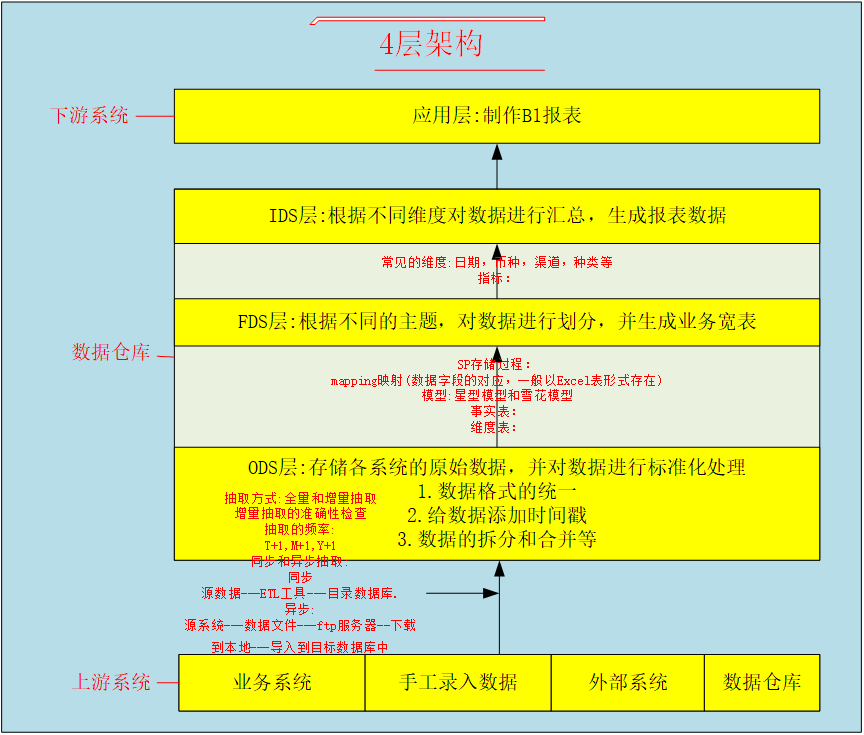 4层架构
下游系统
应用层:制作BI报表
IDS层:根据不同维度对数据进行汇总，生成报表数据
常见的维度:日期，币种，渠道，种类等
指标:
FDS层:根据不同的主题，对数据进行划分，并生成业务宽表
数据仓库
SP存储过程:
mapping映射(数据字段的对应，一般以Excel表形式存在)
模型:星型模型和雪花模型
事实表:
维度表:
ODS层:存储各系统的原始数据，并对数据进行标准化处理
1.数据格式的统一
2.给数据添加时间戳
3.数据的拆分和合并等
抽取方式:全量和增量抽取
增量抽取的准确性检查
抽取的频率:
T+1,M+1,Y+1
同步和异步抽取:
同步
源数据---ETL工具---目录数据库.
异步:
源系统---数据文件---ftp服务器--下载
到本地---导入到目标数据库中
上游系统
业务系统
手工录入数据
外部系统
数据仓库